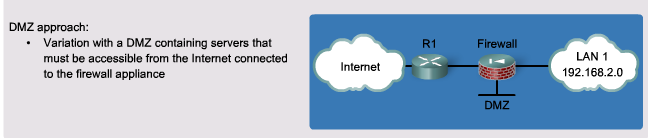 DMZ approach:
• Variation with a DMZ containing servers that
must be accessible from the Internet connected
to the firewall appliance
Internet
R1
Firewall
LAN 1
192.168.2.0
DMZ